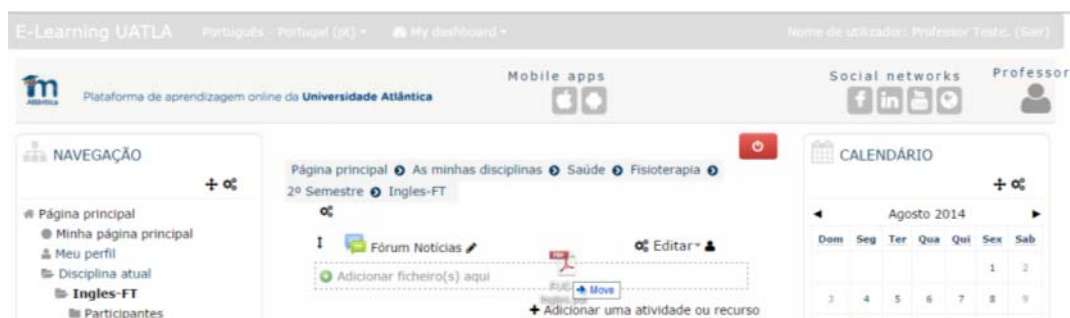 E-Learning UATLA Português - Portugal (pt) My dashboard Nome de utilizador: Professor Teste. (Sair)
Mobile apps Social networks Professor
Atlântica Plataforma de aprendizagem online da Universidade Atlântica
NAVEGAÇÃO
Página principal
Minha página principal
Meu perfil
Disciplina atual
Ingles-FT
Participantes
Página principal As minhas disciplinas Saúde Fisioterapia
2º Semestre Ingles-FT
Fórum Notícias Editar
Adicionar ficheiro(s) aqui
PDF
Move
Adicionar uma atividade ou recurso
CALENDÁRIO
Agosto 2014
Dom Seg Ter Qua Qui Sex Sab
1 2
3 4 5 6 7 8 9